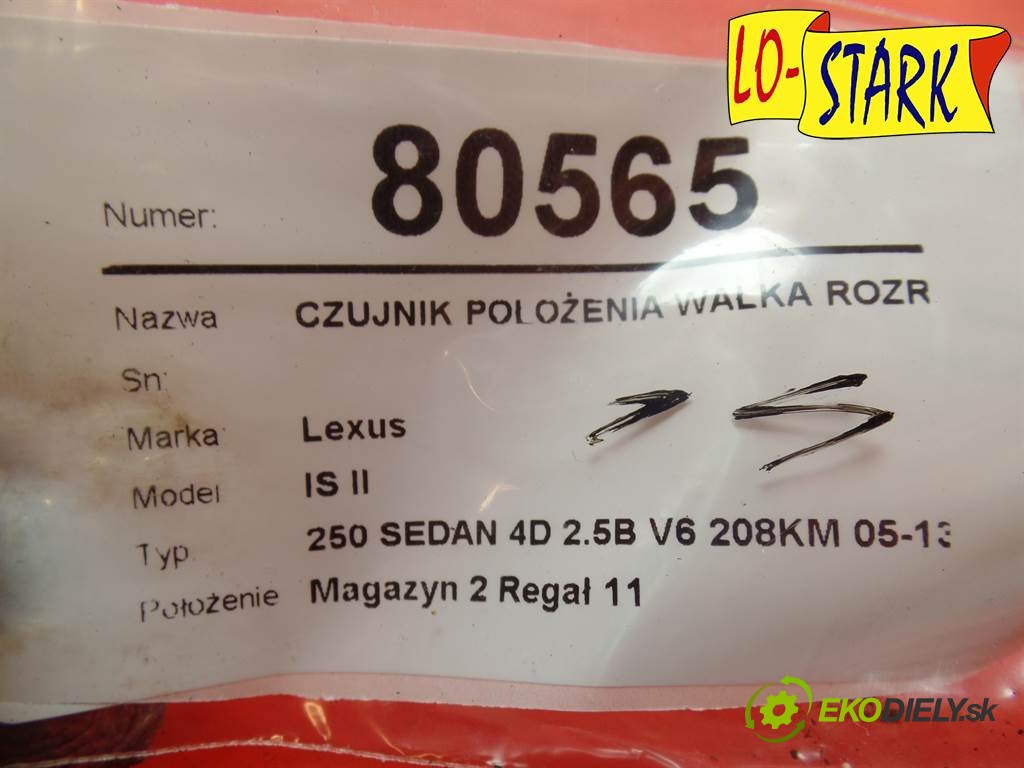 LO-STARK
Numer: 80565
Nazwa CZUJNIK POŁOŻENIA WAŁKA ROZR
Sn:
Marka Lexus
Model IS II
Typ 250 SEDAN 4D 2.5B V6 208KM 05-13
Położenie Magazyn 2 Regał 11
EKODIELY.sk